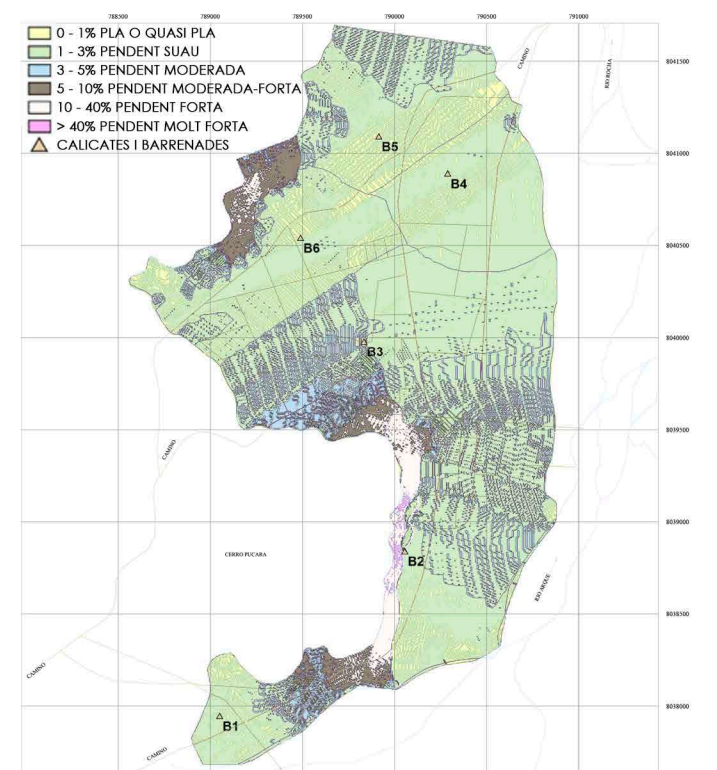 788500 789000 789500 790000 790500 791000
0 - 1% PLA O QUASI PLA
1 - 3% PENDENT SUAU
3 - 5% PENDENT MODERADA
5 - 10% PENDENT MODERADA-FORTA
10 - 40% PENDENT FORTA
> 40% PENDENT MOLT FORTA
CALICATES I BARRENADES
CAMINO
RIO ROCHA
8041500
B5
8041000
B4
B6
8040500
8040000
B3
CAMINO
8039500
8039000
CERRO PUCARA
B2
RIO ARQUE
8038500
CAMINO
8038000
B1
CAMINO